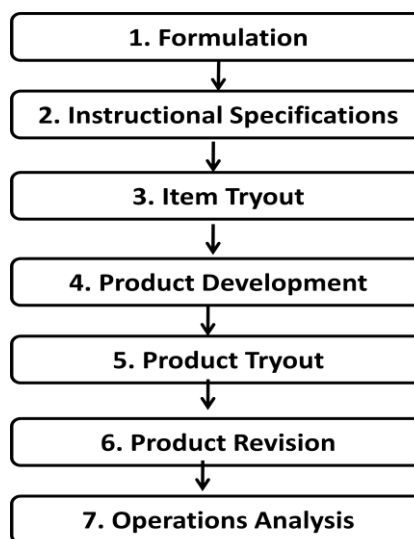 1. Formulation
2. Instructional Specifications
3. Item Tryout
4. Product Development
5. Product Tryout
6. Product Revision
7. Operations Analysis